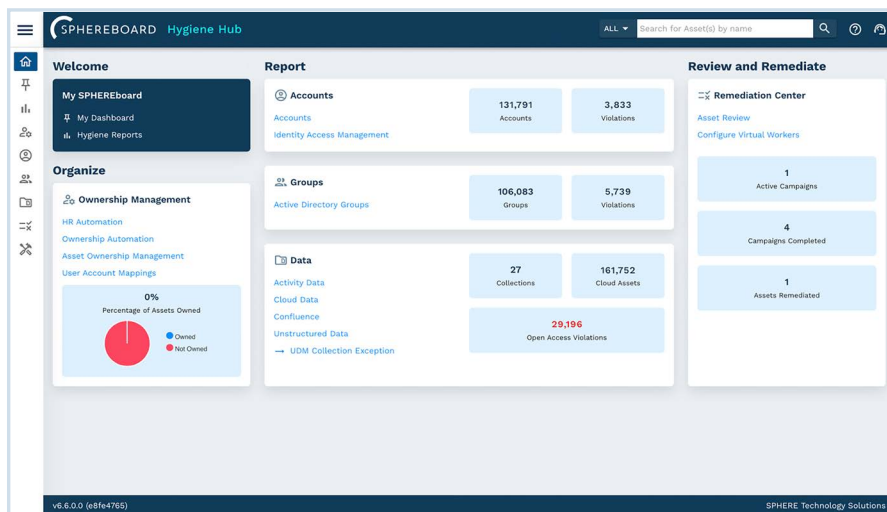 SPHEREBOARD Hygiene Hub
ALL
Search for Asset(s) by name
Welcome
My SPHEREboard
My Dashboard
Hygiene Reports
Organize
Ownership Management
HR Automation
Ownership Automation
Asset Ownership Management
User Account Mappings
0%
Percentage of Assets Owned
Owned
Not Owned
Report
Accounts
Accounts
Identity Access Management
131,791
Accounts
3,833
Violations
Groups
Active Directory Groups
106,083
Groups
5,739
Violations
Data
Activity Data
Cloud Data
Confluence
Unstructured Data
→ UDM Collection Exception
27
Collections
161,752
Cloud Assets
29,196
Open Access Violations
Review and Remediate
Remediation Center
Asset Review
Configure Virtual Workers
1
Active Campaigns
4
Campaigns Completed
1
Assets Remediated
v6.6.0.0 (e8fe4765)
SPHERE Technology Solutions